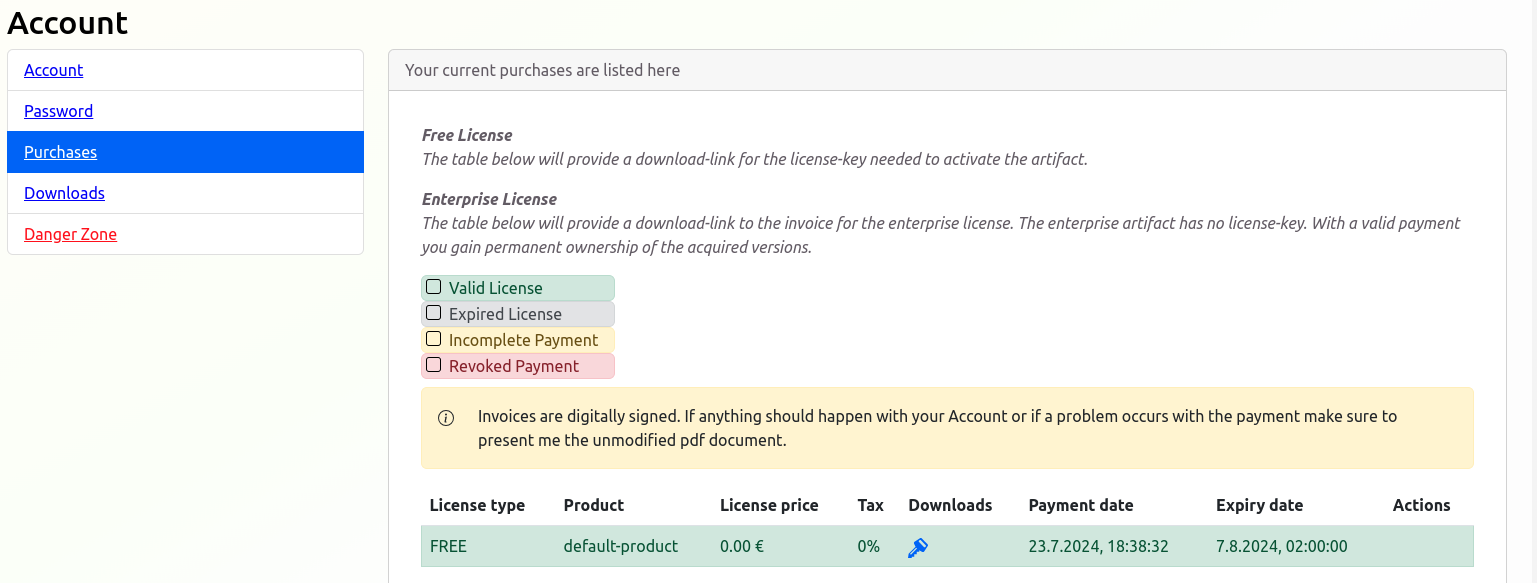 Account
Account
Password
Purchases
Downloads
Danger Zone
Your current purchases are listed here
Free License
The table below will provide a download-link for the license-key needed to activate the artifact.
Enterprise License
The table below will provide a download-link to the invoice for the enterprise license. The enterprise artifact has no license-key. With a valid payment
you gain permanent ownership of the acquired versions.
Valid License
Expired License
Incomplete Payment
Revoked Payment
Invoices are digitally signed. If anything should happen with your Account or if a problem occurs with the payment make sure to
present me the unmodified pdf document.
License type Product License price Tax Downloads Payment date Expiry date Actions
FREE default-product 0.00 € 0% 23.7.2024, 18:38:32 7.8.2024, 02:00:00